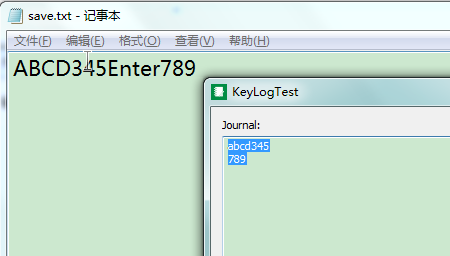 save.txt - 记事本
文件(F) 编辑(E) 格式(O) 查看(V) 帮助(H)
ABCD345Enter789
KeyLogTest
Journal:
abcd345
789